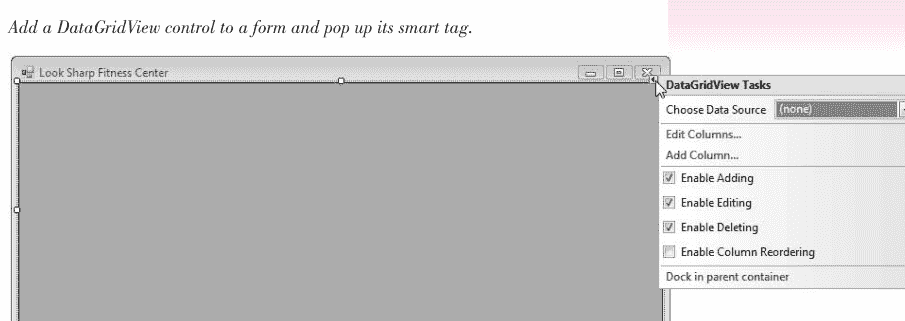 Add a DataGridView control to a form and pop up its smart tag.
Look Sharp Fitness Center
DataGridView Tasks
Choose Data Source (none)
Edit Columns...
Add Column...
Enable Adding
Enable Editing
Enable Deleting
Enable Column Reordering
Dock in parent container